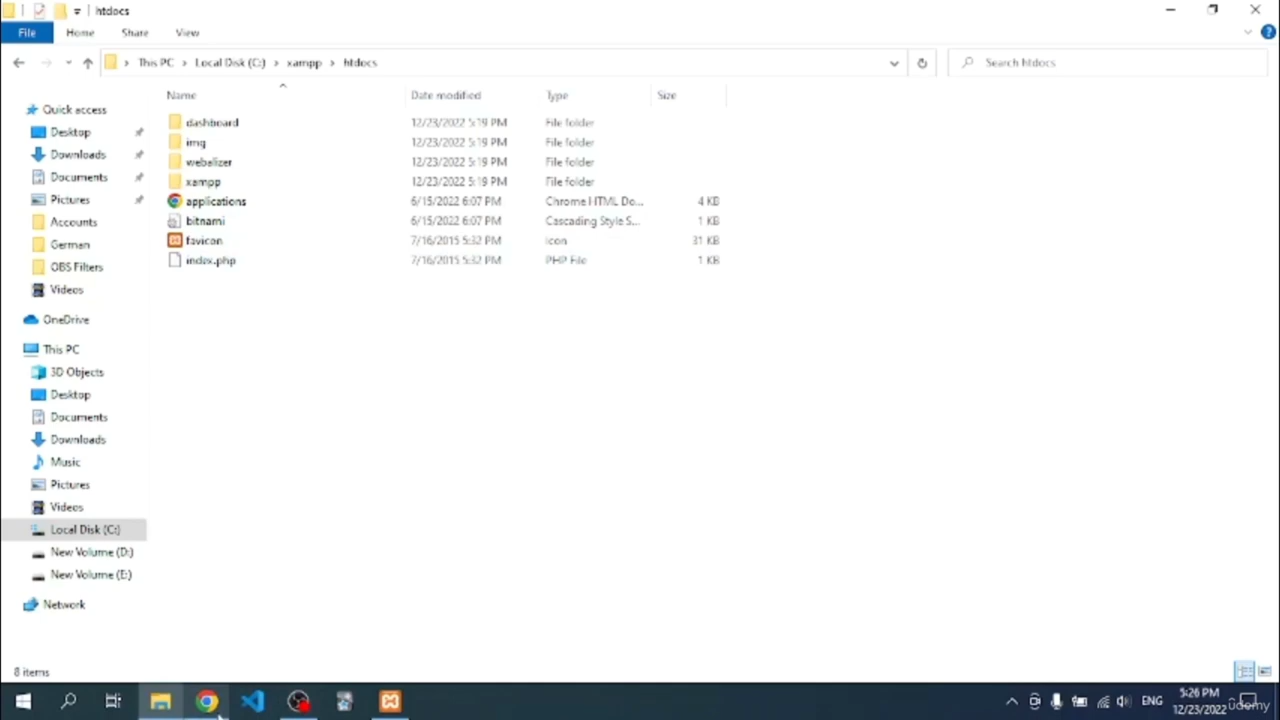 htdocs
File Home Share View
This PC Local Disk (C:) xampp htdocs
Search htdocs
Name Date modified Type Size
dashboard 12/23/2022 5:19 PM File folder
img 12/23/2022 5:19 PM File folder
webalizer 12/23/2022 5:19 PM File folder
xampp 12/23/2022 5:19 PM File folder
applications 6/15/2022 6:07 PM Chrome HTML Do... 4 KB
bitnami 6/15/2022 6:07 PM Cascading Style S... 1 KB
favicon 7/16/2015 5:32 PM Icon 31 KB
index.php 7/16/2015 5:32 PM PHP File 1 KB
Quick access
Desktop
Downloads
Documents
Pictures
Accounts
German
OBS Filters
Videos
OneDrive
This PC
3D Objects
Desktop
Documents
Downloads
Music
Pictures
Videos
Local Disk (C:)
New Volume (D:)
New Volume (E:)
Network
8 items
ENG
5:26 PM
12/23/2022
udemy